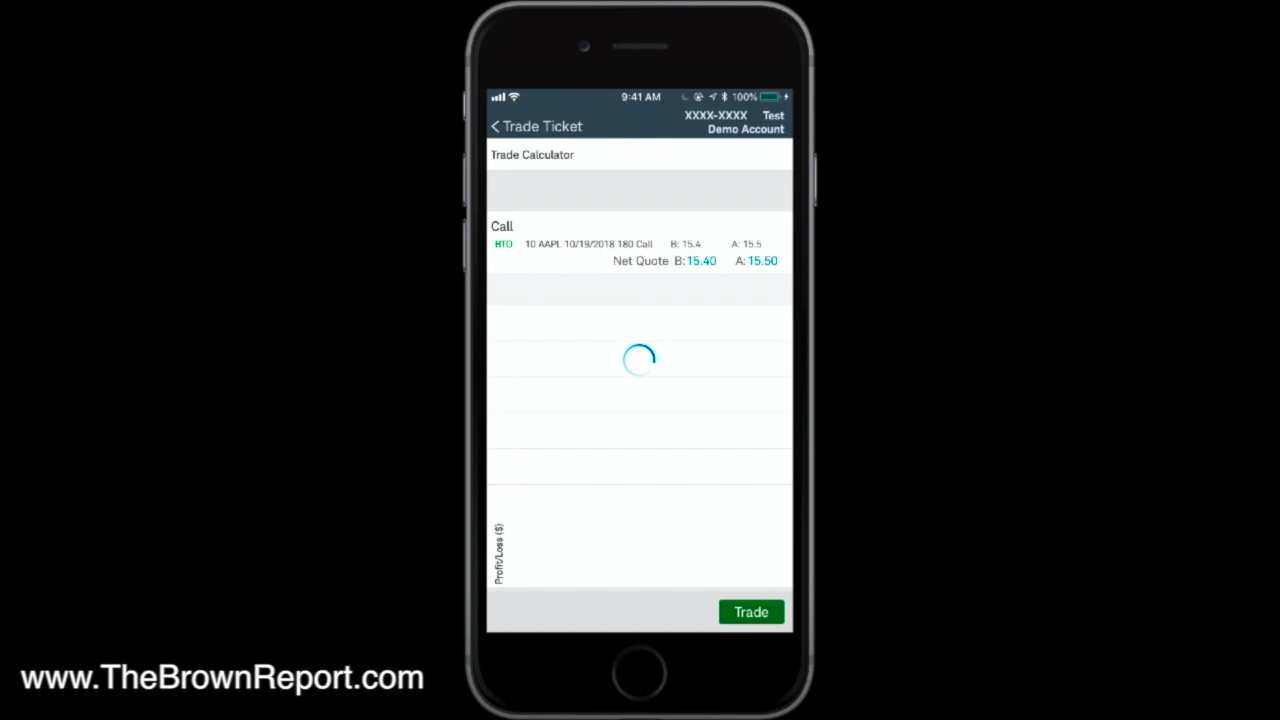 9:41 AM 100%
XXXX-XXXX Test
< Trade Ticket
Demo Account
Trade Calculator
Call
BTO 10 AAPL 10/19/2018 180 Call B: 15.4 A: 15.5
Net Quote B: 15.40 A: 15.50
Profit/Loss ($)
Trade
www.TheBrownReport.com